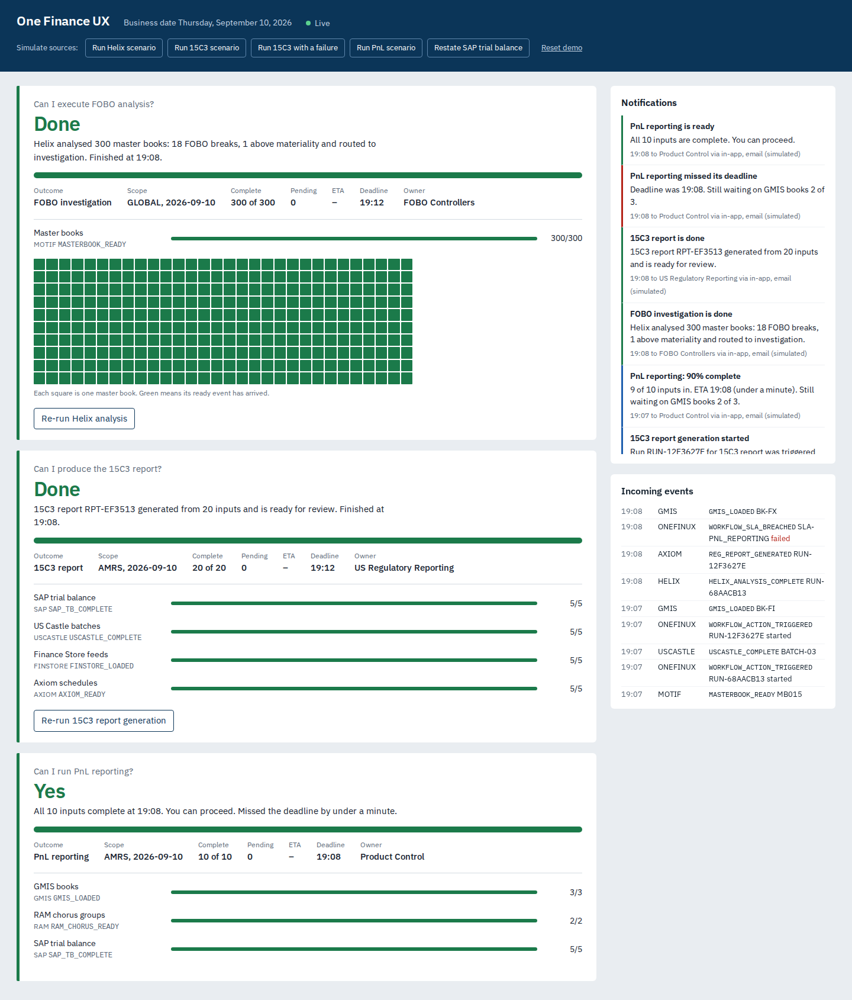 One Finance UX
Business date Thursday, September 10, 2026
Live
Simulate sources:
Run Helix scenario
Run 15C3 scenario
Run 15C3 with a failure
Run PnL scenario
Restate SAP trial balance
Reset demo
Can I execute FOBO analysis?
Done
Helix analysed 300 master books: 18 FOBO breaks, 1 above materiality and routed to
investigation. Finished at 19:08.
Outcome Scope Complete Pending ETA Deadline Owner
FOBO investigation GLOBAL, 2026-09-10 300 of 300 0 – 19:12 FOBO Controllers
Master books
MOTIF MASTERBOOK_READY
300/300
Each square is one master book. Green means its ready event has arrived.
Re-run Helix analysis
Can I produce the 15C3 report?
Done
15C3 report RPT-EF3513 generated from 20 inputs and is ready for review. Finished at
19:08.
Outcome Scope Complete Pending ETA Deadline Owner
15C3 report AMRS, 2026-09-10 20 of 20 0 – 19:12 US Regulatory Reporting
SAP trial balance
SAP SAP_TB_COMPLETE
5/5
US Castle batches
USCASTLE USCASTLE_COMPLETE
5/5
Finance Store feeds
FINSTORE FINSTORE_LOADED
5/5
Axiom schedules
AXIOM AXIOM_READY
5/5
Re-run 15C3 report generation
Can I run PnL reporting?
Yes
All 10 inputs complete at 19:08. You can proceed. Missed the deadline by under a minute.
Outcome Scope Complete Pending ETA Deadline Owner
PnL reporting AMRS, 2026-09-10 10 of 10 0 – 19:08 Product Control
GMIS books
GMIS GMIS_LOADED
3/3
RAM chorus groups
RAM RAM_CHORUS_READY
2/2
SAP trial balance
SAP SAP_TB_COMPLETE
5/5
Notifications
PnL reporting is ready
All 10 inputs are complete. You can proceed.
19:08 to Product Control via in-app, email (simulated)
PnL reporting missed its deadline
Deadline was 19:08. Still waiting on GMIS books 2 of
3.
19:08 to Product Control via in-app, email (simulated)
15C3 report is done
15C3 report RPT-EF3513 generated from 20 inputs
and is ready for review.
19:08 to US Regulatory Reporting via in-app, email
(simulated)
FOBO investigation is done
Helix analysed 300 master books: 18 FOBO breaks,
1 above materiality and routed to investigation.
19:08 to FOBO Controllers via in-app, email (simulated)
PnL reporting: 90% complete
9 of 10 inputs in. ETA 19:08 (under a minute). Still
waiting on GMIS books 2 of 3.
19:07 to Product Control via in-app, email (simulated)
15C3 report generation started
Run RUN-12F3627E for 15C3 report was triggered
Incoming events
19:08 GMIS GMIS_LOADED BK-FX
19:08 ONEFINUX WORKFLOW_SLA_BREACHED SLA-
PNL_REPORTING failed
19:08 AXIOM REG_REPORT_GENERATED RUN-
12F3627E
19:08 HELIX HELIX_ANALYSIS_COMPLETE RUN-
68AACB13
19:07 GMIS GMIS_LOADED BK-FI
19:07 ONEFINUX WORKFLOW_ACTION_TRIGGERED
RUN-12F3627E started
19:07 USCASTLE USCASTLE_COMPLETE BATCH-03
19:07 ONEFINUX WORKFLOW_ACTION_TRIGGERED
RUN-68AACB13 started
19:07 MOTIF MASTERBOOK_READY MB015